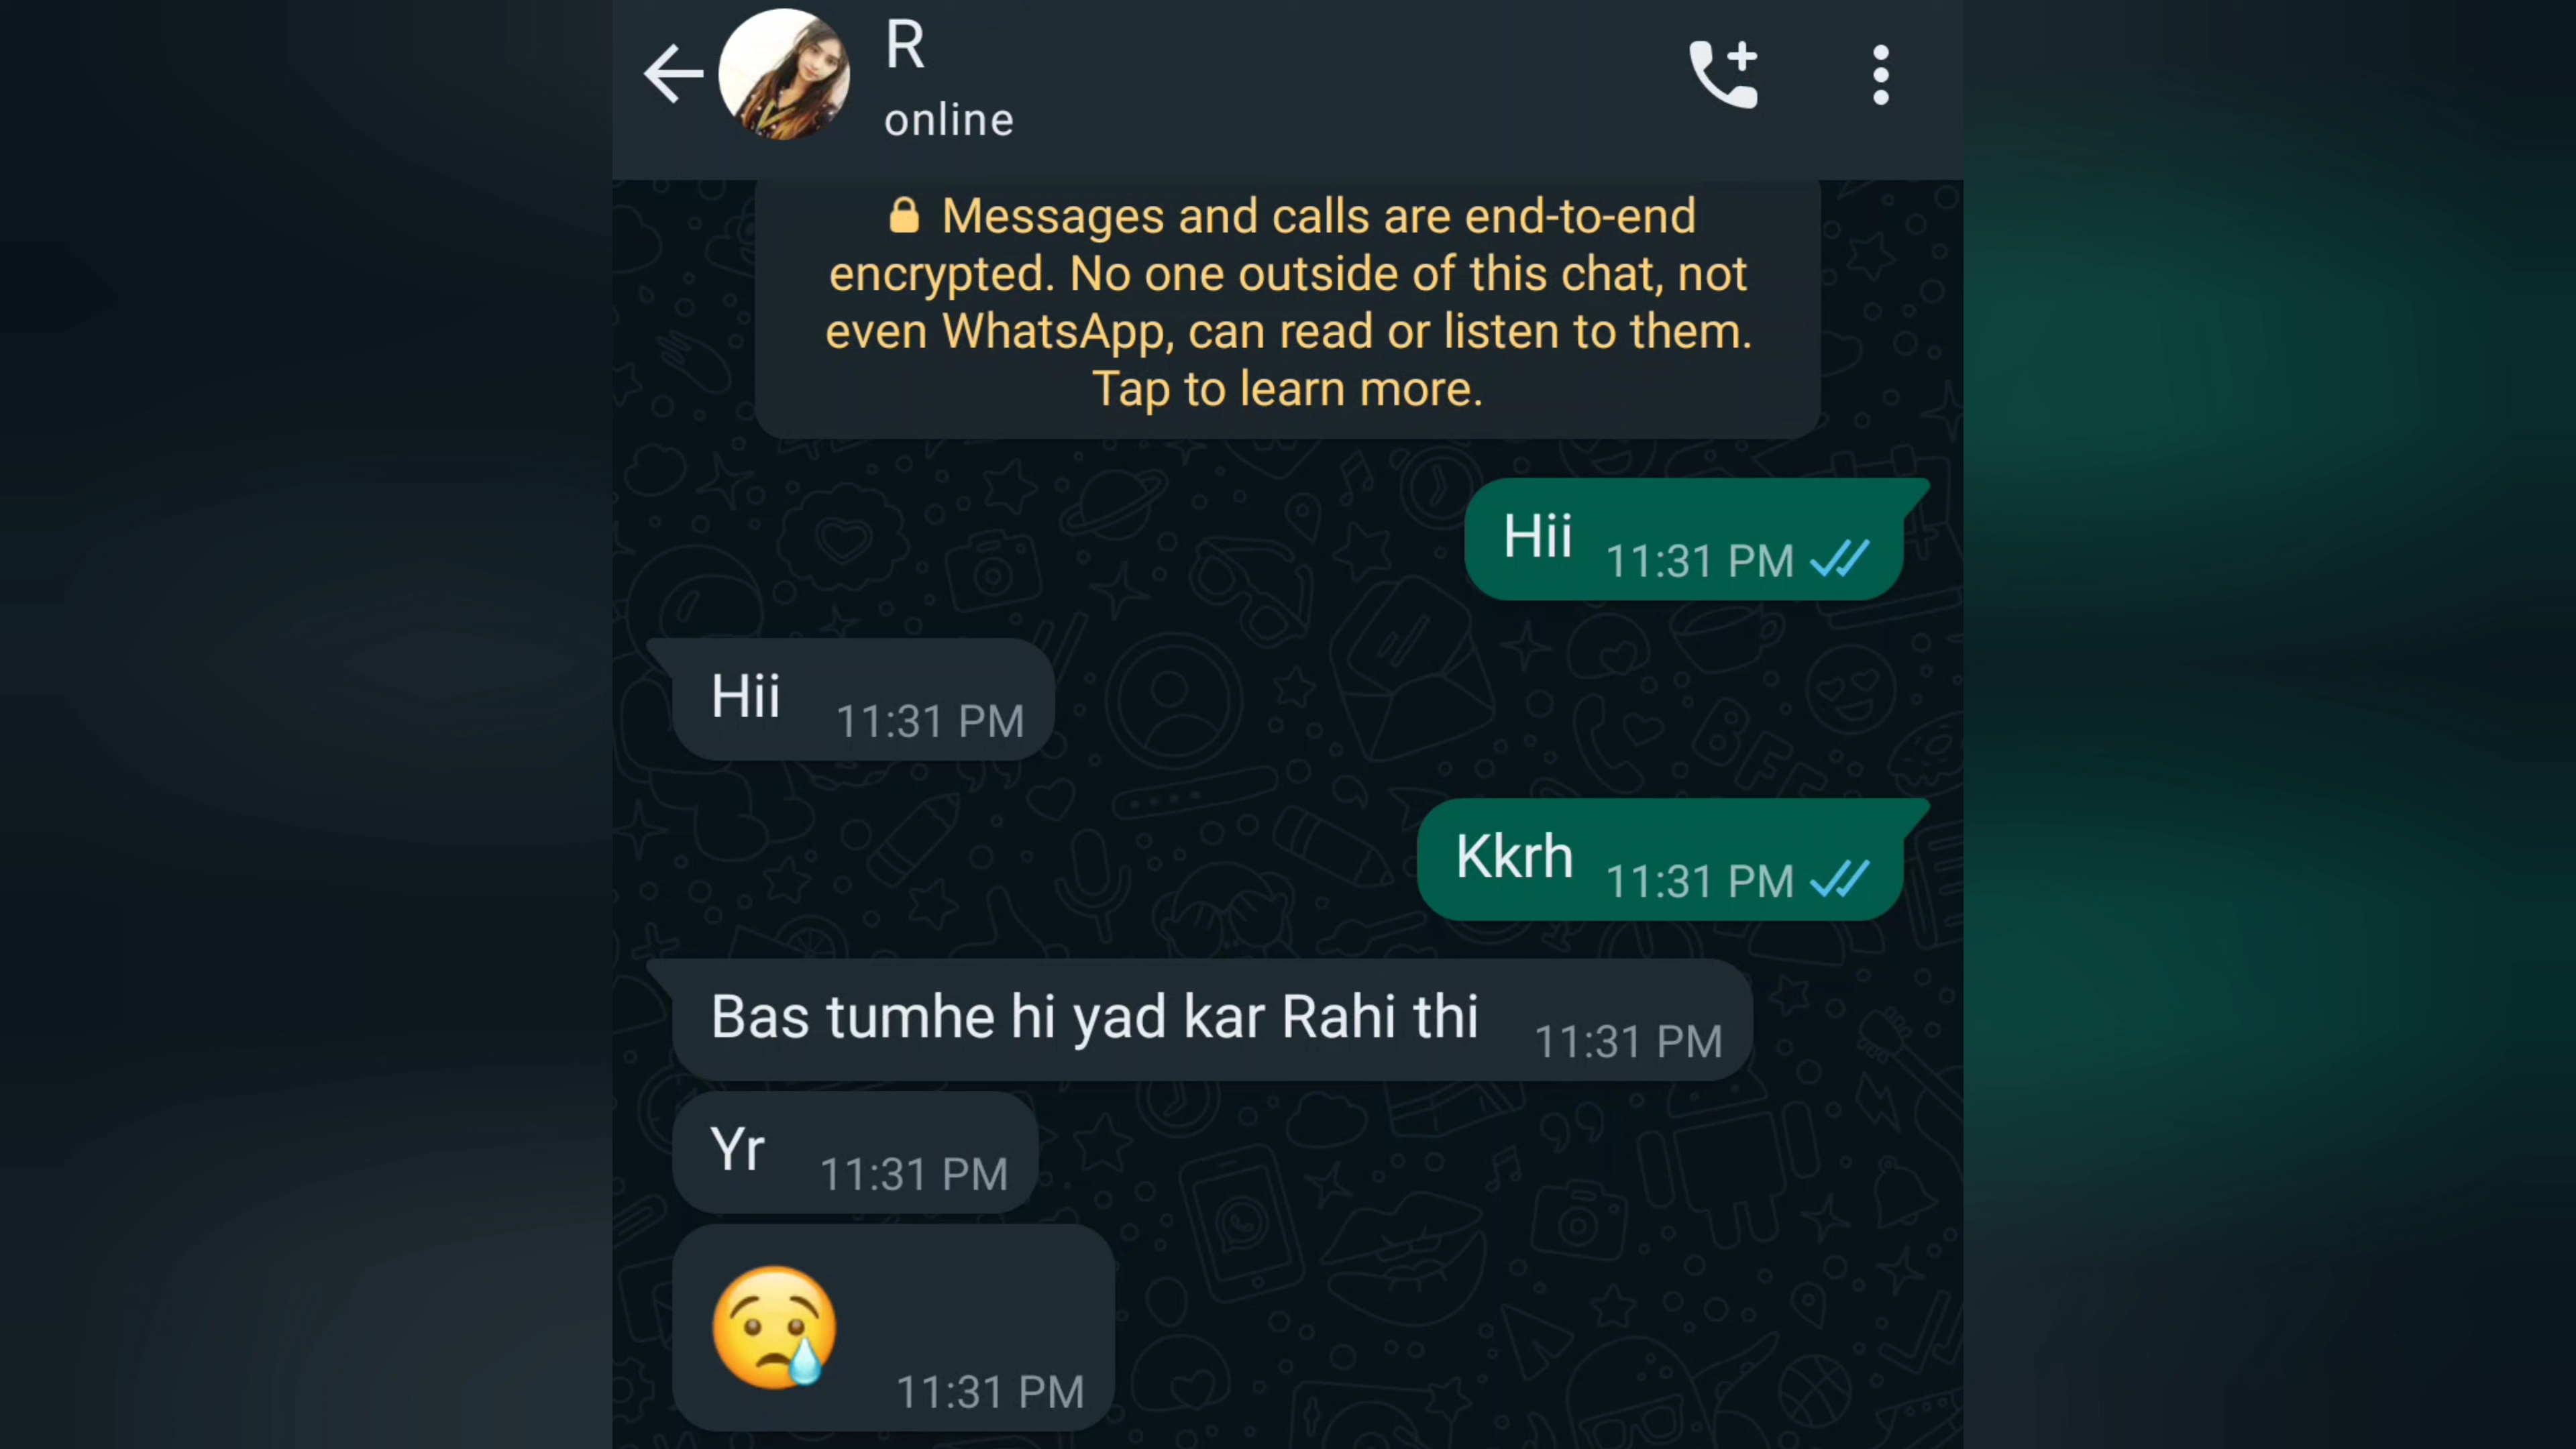 R
online
🔒 Messages and calls are end-to-end
encrypted. No one outside of this chat, not
even WhatsApp, can read or listen to them.
Tap to learn more.
Hii 11:31 PM
Hii 11:31 PM
Kkrh 11:31 PM
Bas tumhe hi yad kar Rahi thi 11:31 PM
Yr 11:31 PM
😢 11:31 PM